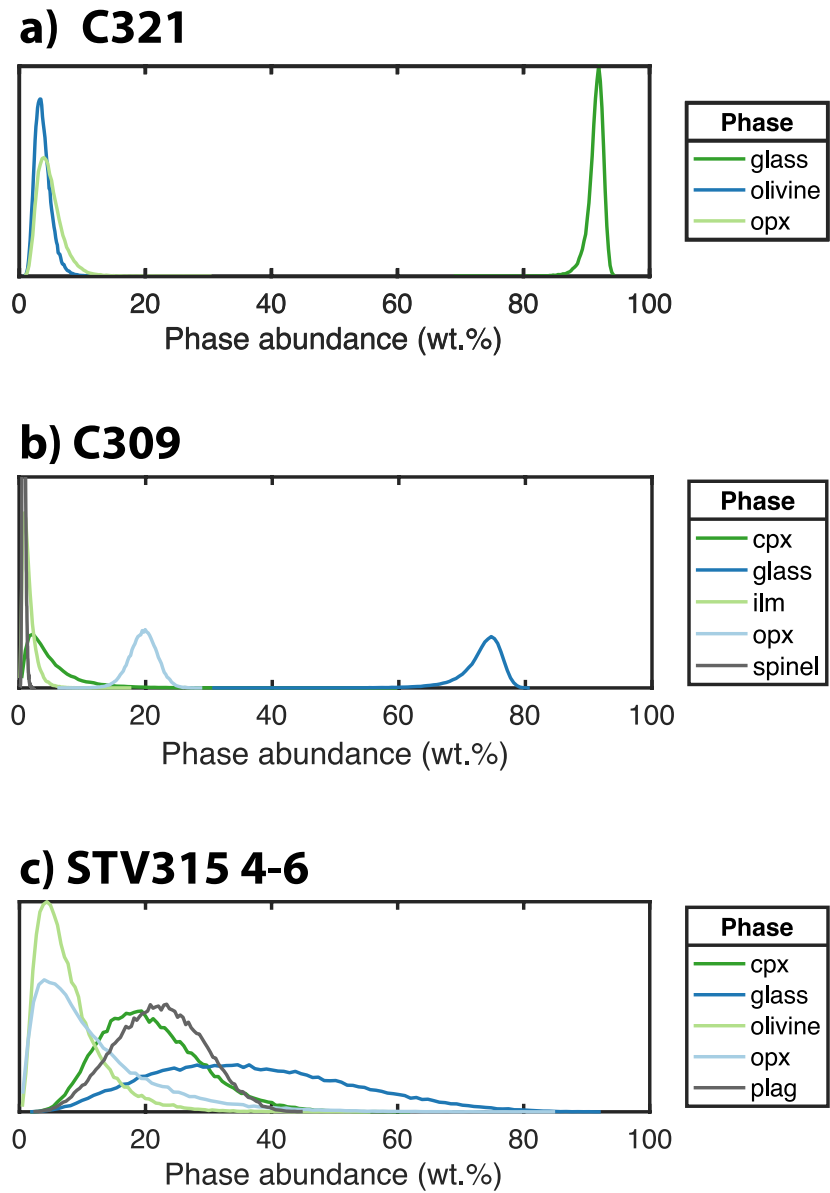 a) C321
Phase
glass
olivine
opx
0 20 40 60 80 100
Phase abundance (wt.%)
b) C309
Phase
cpx
glass
ilm
opx
spinel
0 20 40 60 80 100
Phase abundance (wt.%)
c) STV315 4-6
Phase
cpx
glass
olivine
opx
plag
0 20 40 60 80 100
Phase abundance (wt.%)